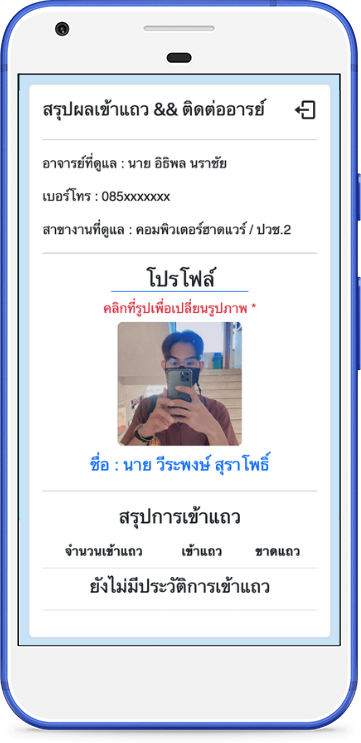 สรุปผลเข้าแถว && ติดต่ออารย์
อาจารย์ที่ดูแล : นาย อิธิพล นราชัย
เบอร์โทร : 085xxxxxxx
สาขางานที่ดูแล : คอมพิวเตอร์ฮาดแวร์ / ปวช.2
โปรโฟล์
คลิกที่รูปเพื่อเปลี่ยนรูปภาพ *
ชื่อ : นาย วีระพงษ์ สุราโพธิ์
สรุปการเข้าแถว
จำนวนเข้าแถว เข้าแถว ขาดแถว
ยังไม่มีประวัติการเข้าแถว